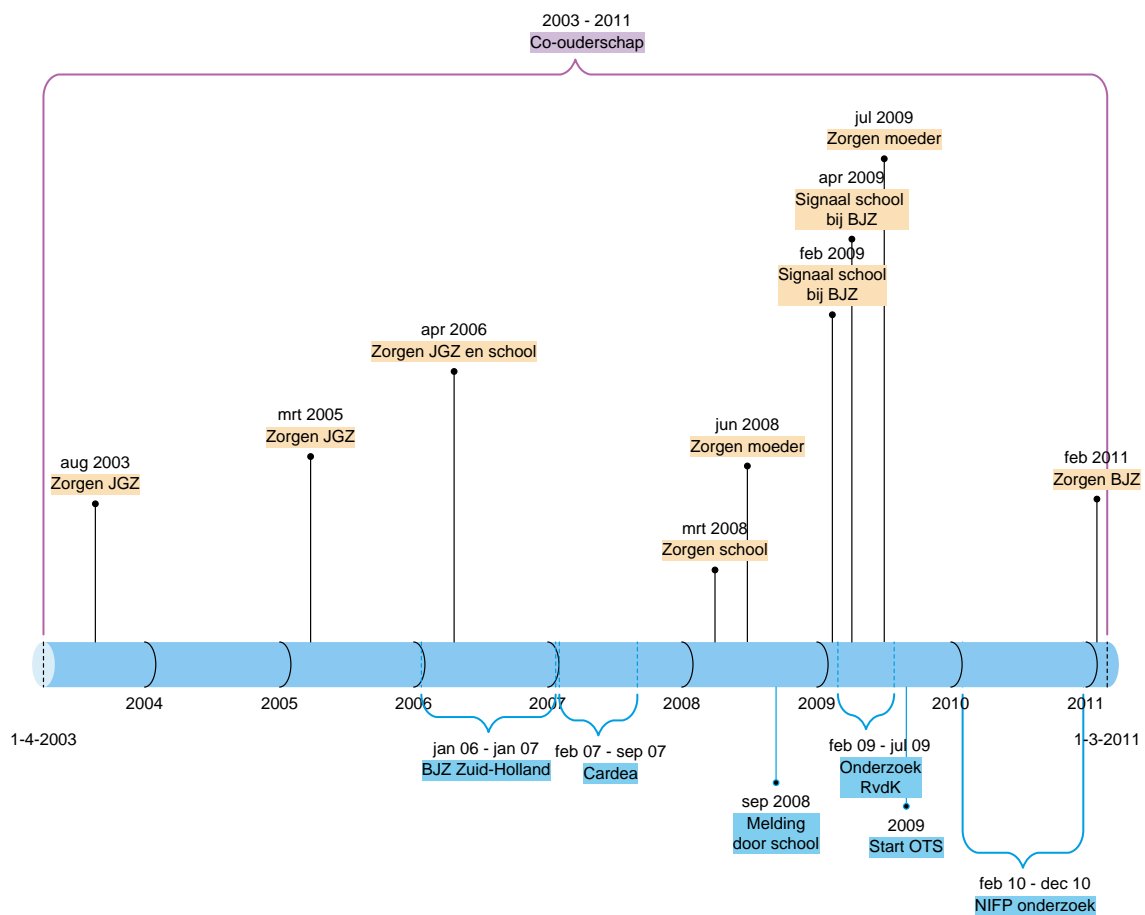 2003 - 2011
Co-ouderschap
jul 2009
Zorgen moeder
apr 2009
Signaal school
bij BJZ
feb 2009
Signaal school
bij BJZ
apr 2006
Zorgen JGZ en school
mrt 2005
Zorgen JGZ
jun 2008
Zorgen moeder
aug 2003
Zorgen JGZ
feb 2011
Zorgen BJZ
mrt 2008
Zorgen school
2004
2005
2006
2007
2008
2009
2010
2011
1-4-2003
1-3-2011
jan 06 - jan 07
BJZ Zuid-Holland
feb 07 - sep 07
Cardea
feb 09 - jul 09
Onderzoek
RvdK
sep 2008
Melding
door school
2009
Start OTS
feb 10 - dec 10
NIFP onderzoek